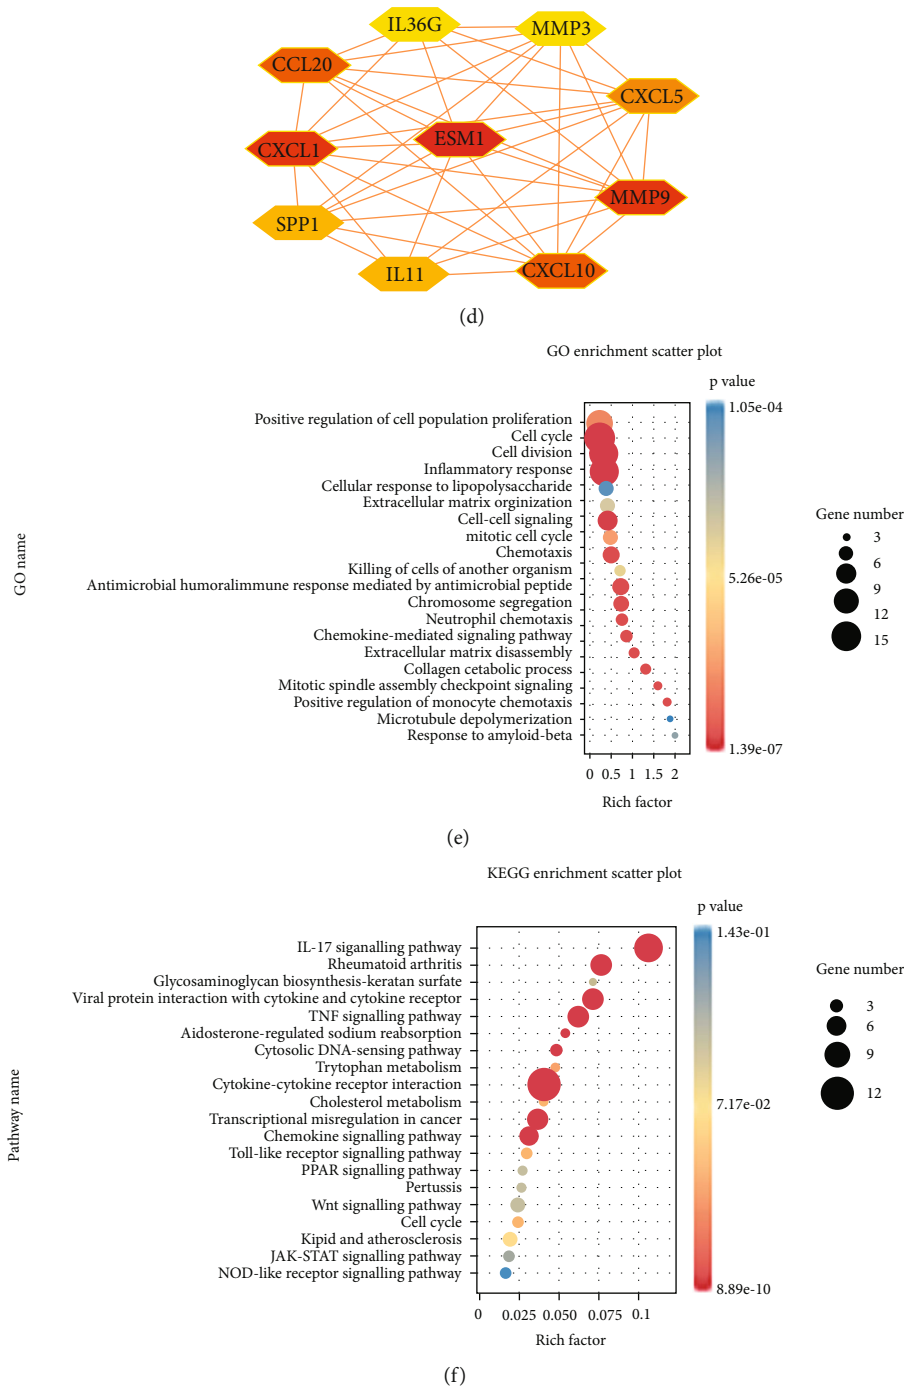 IL36G
MMP3
CCL20
CXCL5
ESM1
CXCL1
MMP9
SPP1
IL11
CXCL10
(d)
GO enrichment scatter plot
p value
1.05e-04
5.26e-05
1.39e-07
GO name
Positive regulation of cell population proliferation
Cell cycle
Cell division
Inflammatory response
Cellular response to lipopolysaccharide
Extracellular matrix orginization
Cell-cell signaling
mitotic cell cycle
Chemotaxis
Killing of cells of another organism
Antimicrobial humoralimmune response mediated by antimicrobial peptide
Chromosome segregation
Neutrophil chemotaxis
Chemokine-mediated signaling pathway
Extracellular matrix disassembly
Collagen cetabolic process
Mitotic spindle assembly checkpoint signaling
Positive regulation of monocyte chemotaxis
Microtubule depolymerization
Response to amyloid-beta
0 0.5 1 1.5 2
Rich factor
Gene number
3
6
9
12
15
(e)
KEGG enrichment scatter plot
p value
1.43e-01
7.17e-02
8.89e-10
Pathway name
IL-17 siganalling pathway
Rheumatoid arthritis
Glycosaminoglycan biosynthesis-keratan surfate
Viral protein interaction with cytokine and cytokine receptor
TNF signalling pathway
Aidosterone-regulated sodium reabsorption
Cytosolic DNA-sensing pathway
Trytophan metabolism
Cytokine-cytokine receptor interaction
Cholesterol metabolism
Transcriptional misregulation in cancer
Chemokine signalling pathway
Toll-like receptor signalling pathway
PPAR signalling pathway
Pertussis
Wnt signalling pathway
Cell cycle
Kipid and atherosclerosis
JAK-STAT signalling pathway
NOD-like receptor signalling pathway
0 0.025 0.050 0.075 0.1
Rich factor
Gene number
3
6
9
12
(f)